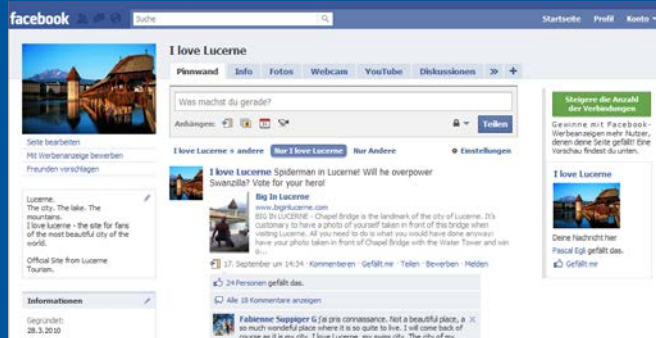 facebook
Suche
Startseite Profil Konto
I love Lucerne
Pinnwand Info Fotos Webcam YouTube Diskussionen » +
Was machst du gerade?
Anhängen:
Teilen
Seite bearbeiten
Mit Werbeanzeige bewerben
Freunden vorschlagen
I love Lucerne + andere Nur I love Lucerne Nur Andere Einstellungen
I love Lucerne Spiderman in Lucerne! Will he overpower
Swanzilla? Vote for your hero!
Big In Lucerne
www.biginlucerne.com
BIG IN LUCERNE - Chapel Bridge is the landmark of the city of Lucerne. It's
customary to have a photo of yourself taken in front of this bridge when
visiting Lucerne. All you need to do is what you would have done anyway:
have your photo taken in front of Chapel Bridge with the Water Tower and win
17. September um 14:34 · Kommentieren · Gefällt mir · Teilen · Bewerben · Melden
24 Personen gefällt das.
Alle 18 Kommentare anzeigen
Fabienne Suppiger G j'ai pris connaissance. Not a beautiful place, a
so much wondeful place where it is so quite to live. I will come back of
course as it is my city. I love Lucerne, my swiss city. The city of my
Lucerne.
The city. The lake. The
mountains.
I love lucerne - the site for fans
of the most beautiful city of the
world.
Official Site from Lucerne
Tourism.
Informationen
Gegründet:
28.3.2010
Steigere die Anzahl
der Verbindungen
Gewinne mit Facebook-
Werbeanzeigen mehr Nutzer,
denen deine Seite gefällt! Eine
Vorschau findest du unten.
I love Lucerne
Deine Nachricht hier
Pascal Egli gefällt das.
Gefällt mir